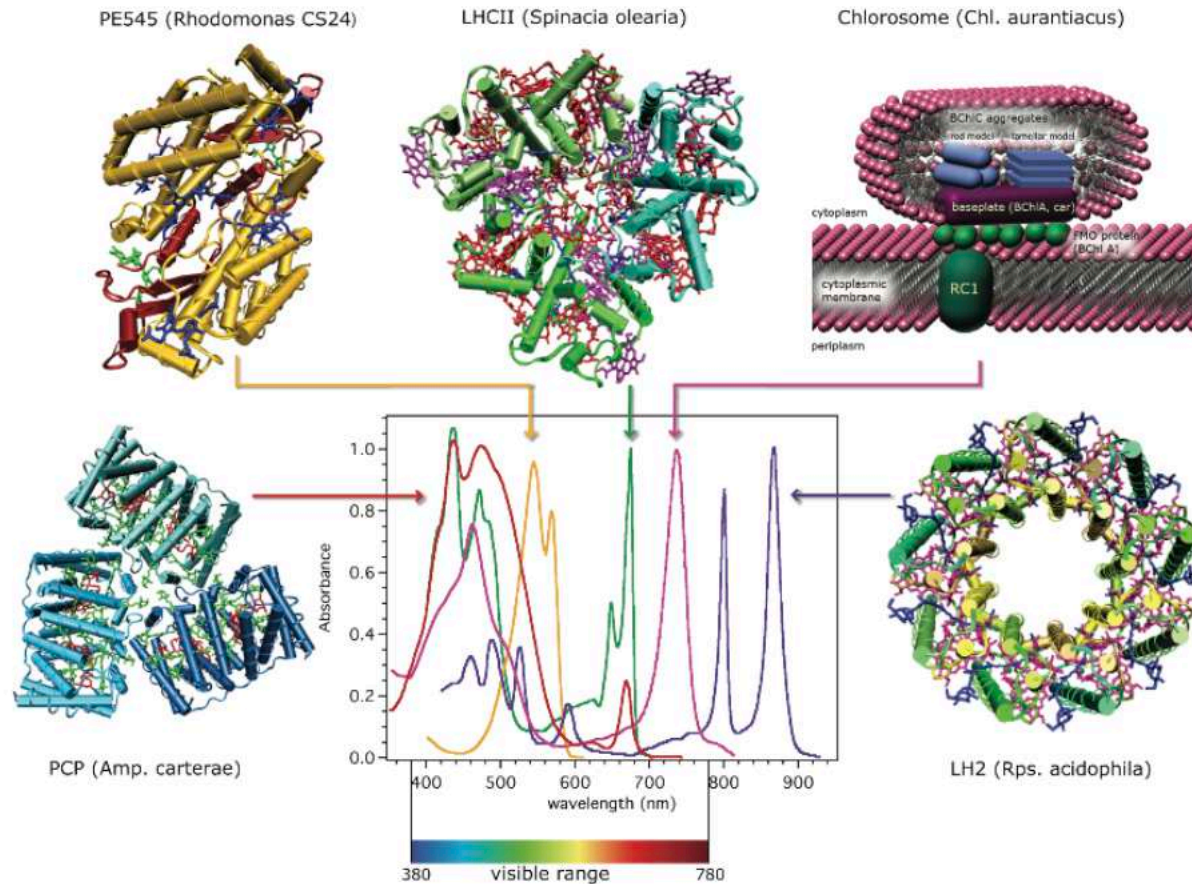 PE545 (Rhodomonas CS24)
LHCII (Spinacia olearia)
Chlorosome (Chl. aurantiacus)
BChlC aggregates
rod model
lamellar model
baseplate (BChlA, car)
cytoplasm
FMO protein
(BChl A)
cytoplasmic
membrane
RC1
periplasm
1.0
0.8
0.6
0.4
0.2
0.0
Absorbance
400
500
600
700
800
900
wavelength (nm)
PCP (Amp. carterae)
LH2 (Rps. acidophila)
380
visible range
780